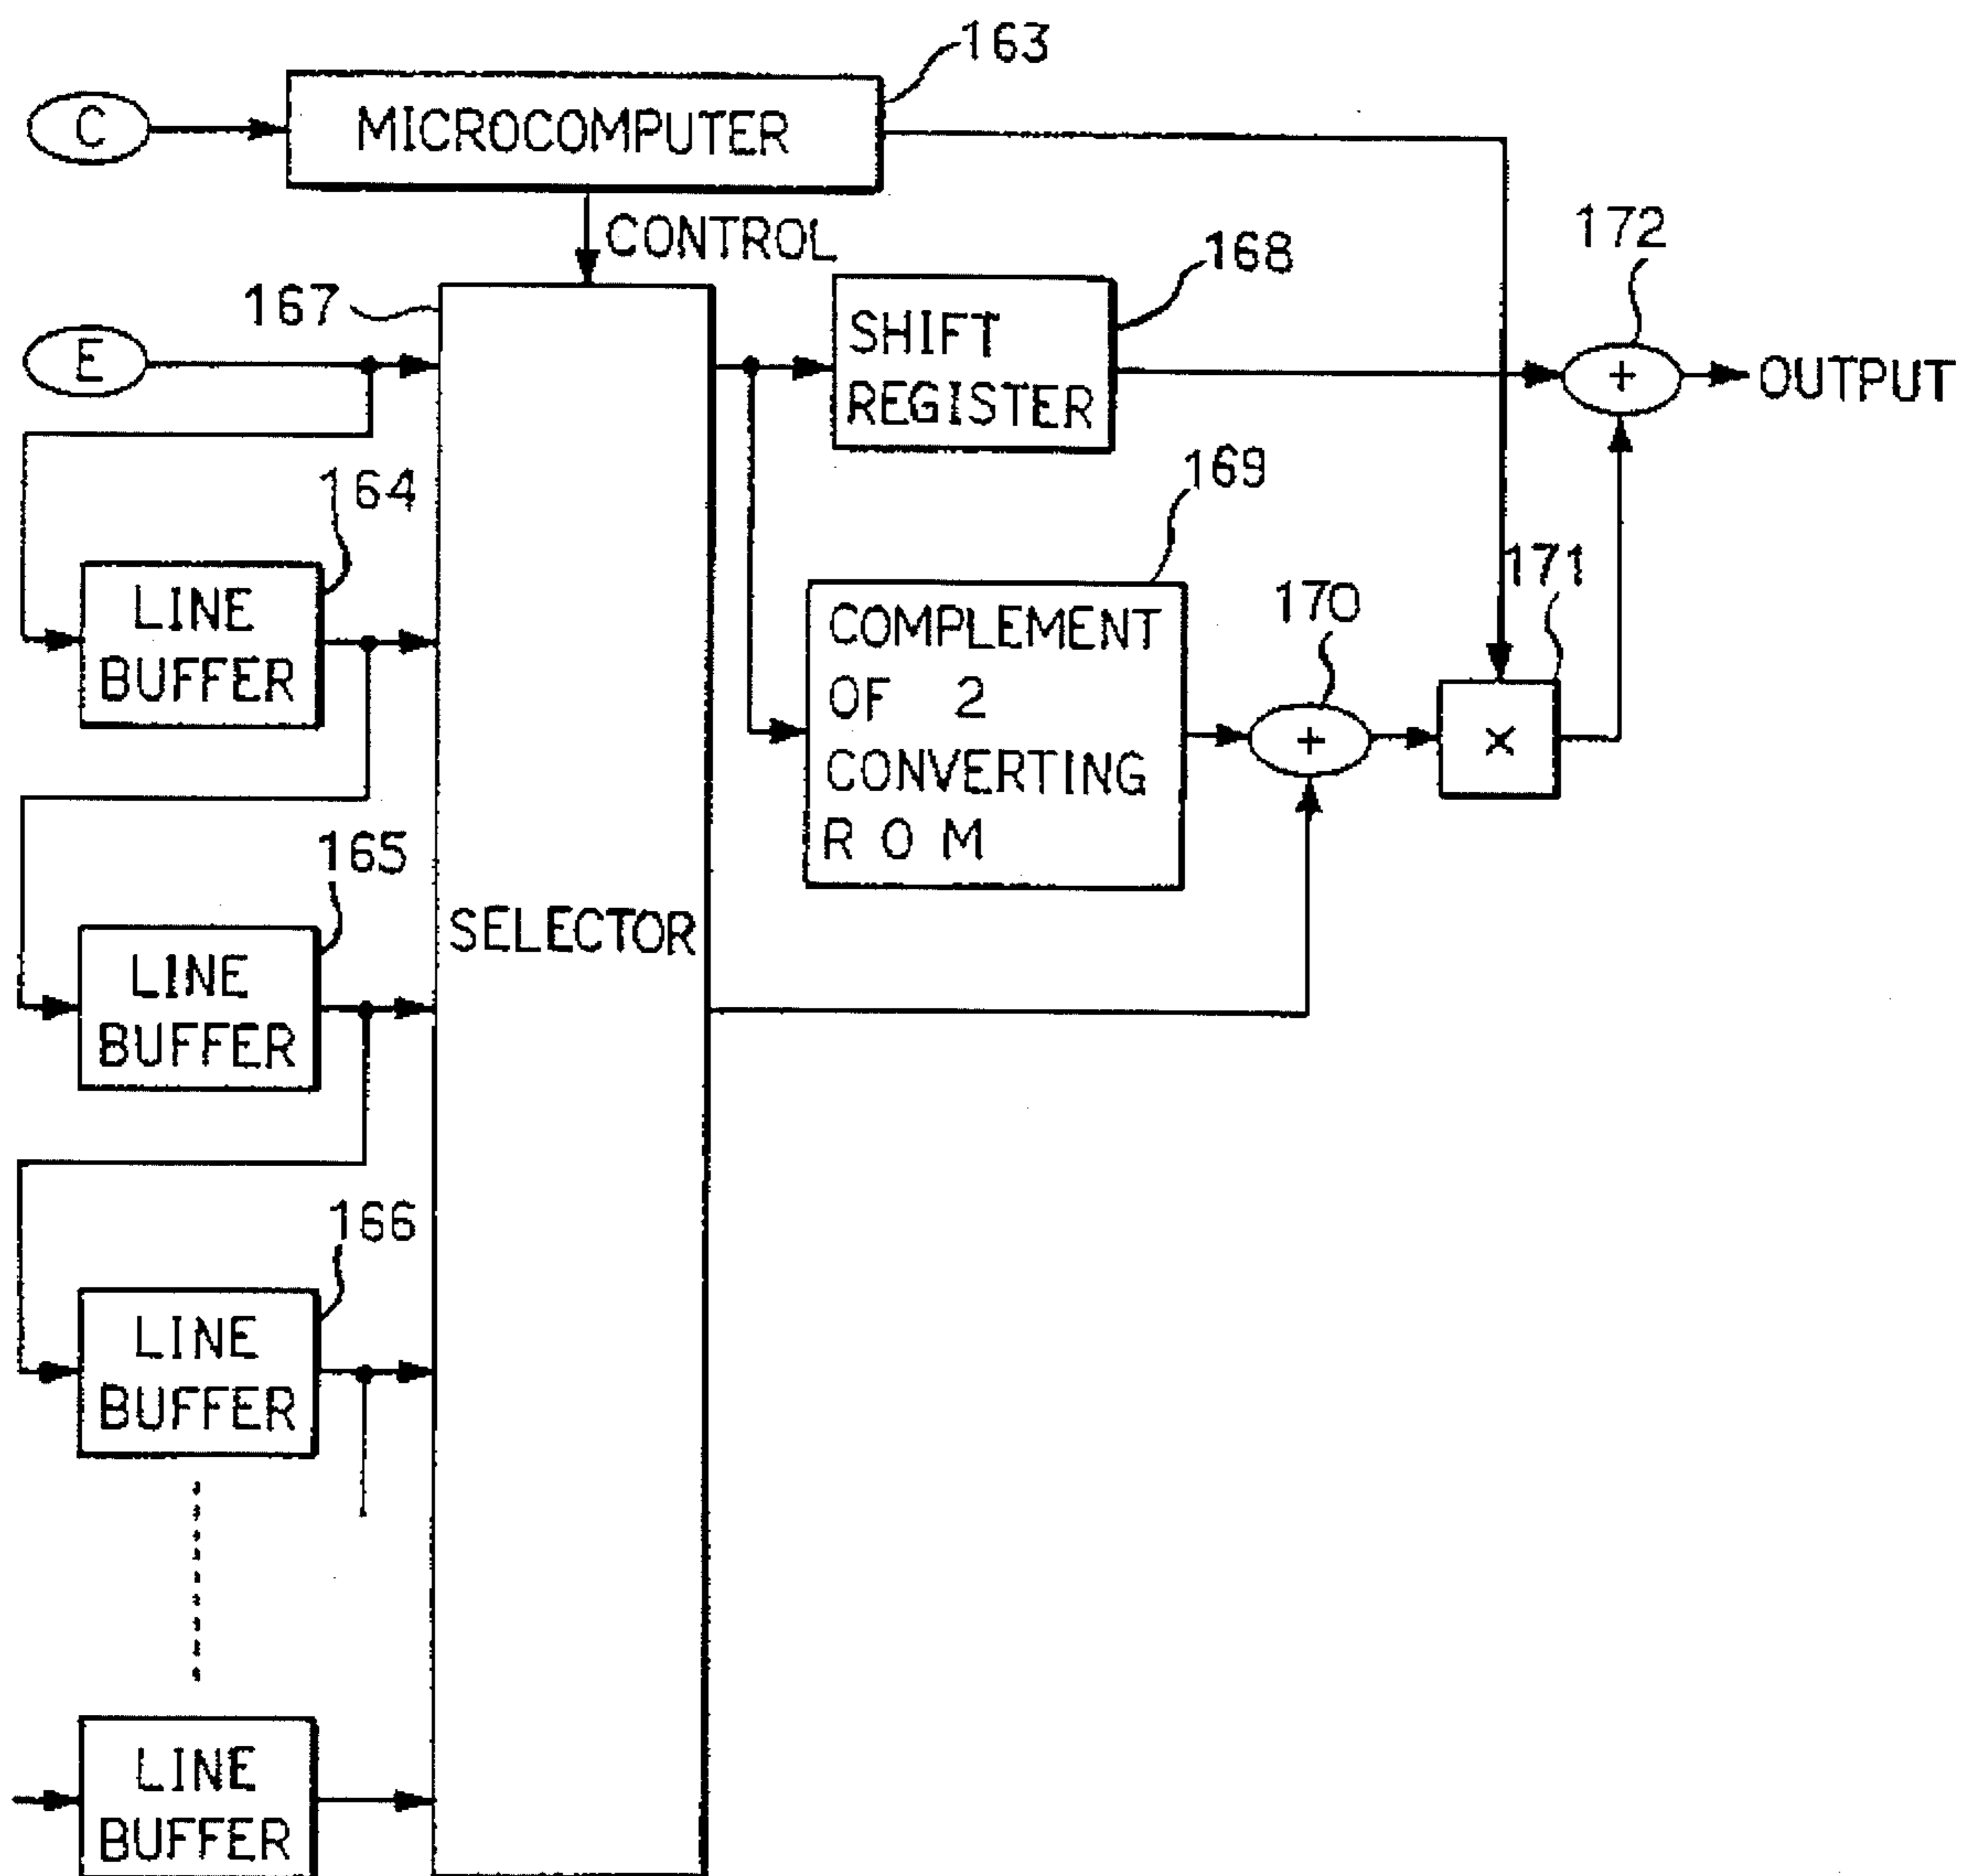 163
C
MICROCOMPUTER
CONTROL
172
168
167
SHIFT
REGISTER
E
+
OUTPUT
164
169
171
170
LINE
BUFFER
COMPLEMENT
OF 2
CONVERTING
R O M
+
X
165
SELECTOR
LINE
BUFFER
166
LINE
BUFFER
LINE
BUFFER